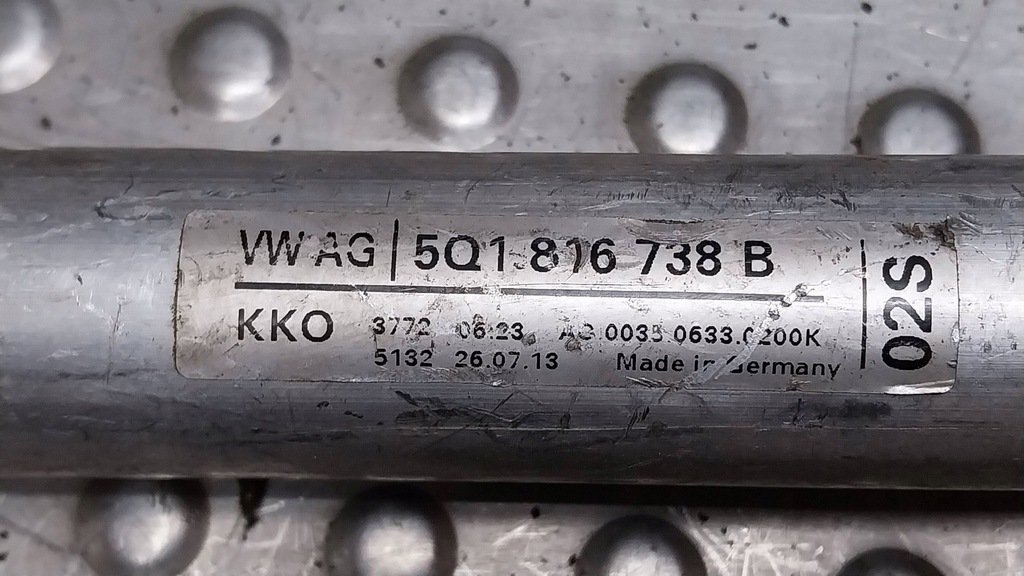 VW AG 5Q1 816 738 B
KKO 3772 06:23 0035 0633.0200K
5132 26.07.13 Made in Germany
02S